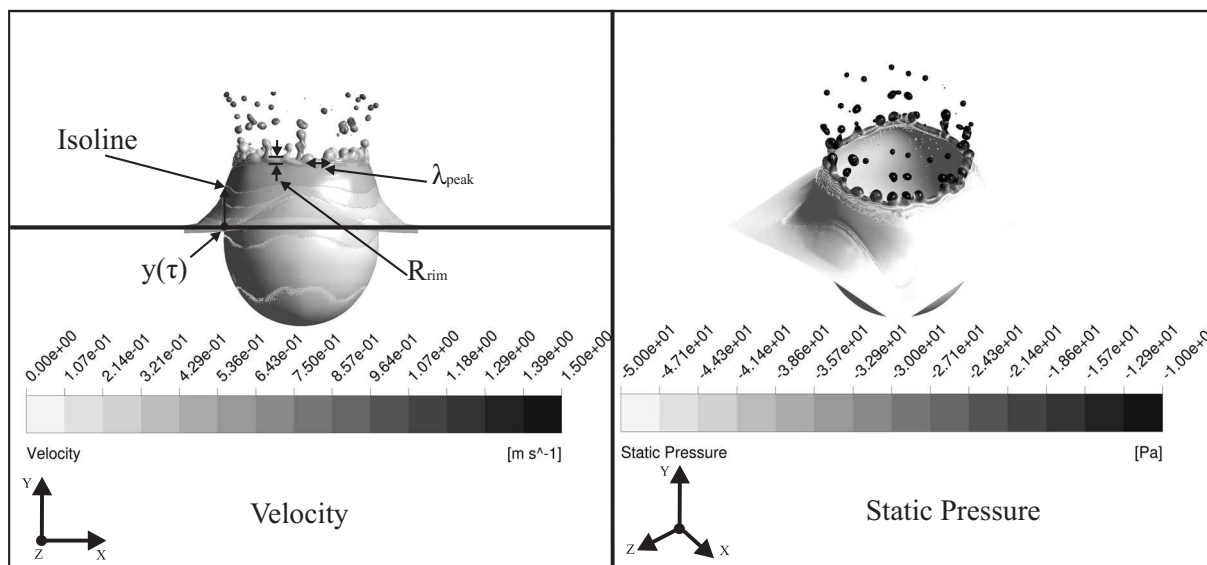 Isoline
λpeak
y(τ)
Rrim
0.00e+00
1.07e-01
2.14e-01
3.21e-01
4.29e-01
5.36e-01
6.43e-01
7.50e-01
8.57e-01
9.64e-01
1.07e+00
1.18e+00
1.29e+00
1.39e+00
1.50e+00
Velocity
[m s^-1]
Y
Z
X
Velocity
-5.00e+01
-4.71e+01
-4.43e+01
-4.14e+01
-3.86e+01
-3.57e+01
-3.29e+01
-3.00e+01
-2.71e+01
-2.43e+01
-2.14e+01
-1.86e+01
-1.57e+01
-1.29e+01
-1.00e+01
Static Pressure
[Pa]
Y
Z
X
Static Pressure